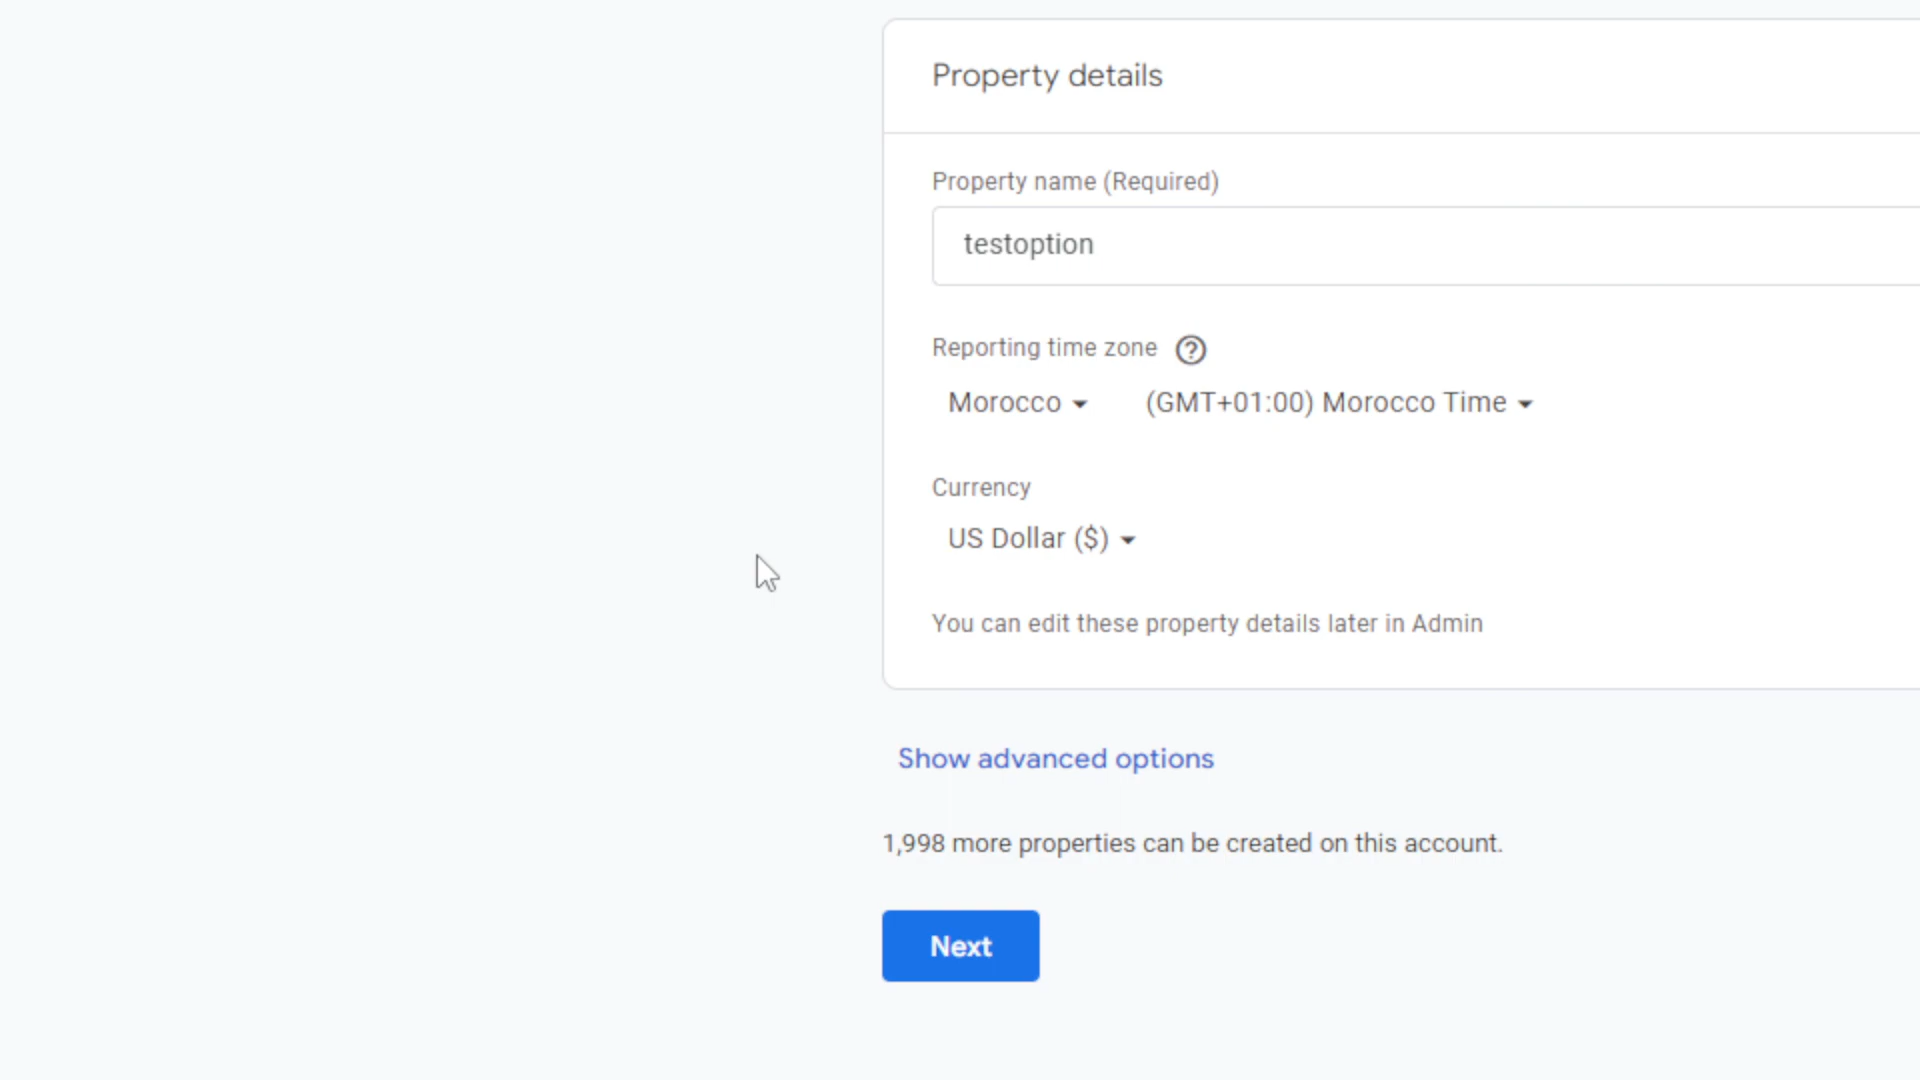 Property details
Property name (Required)
testoption
Reporting time zone
Morocco (GMT+01:00) Morocco Time
Currency
US Dollar ($)
You can edit these property details later in Admin
Show advanced options
1,998 more properties can be created on this account.
Next